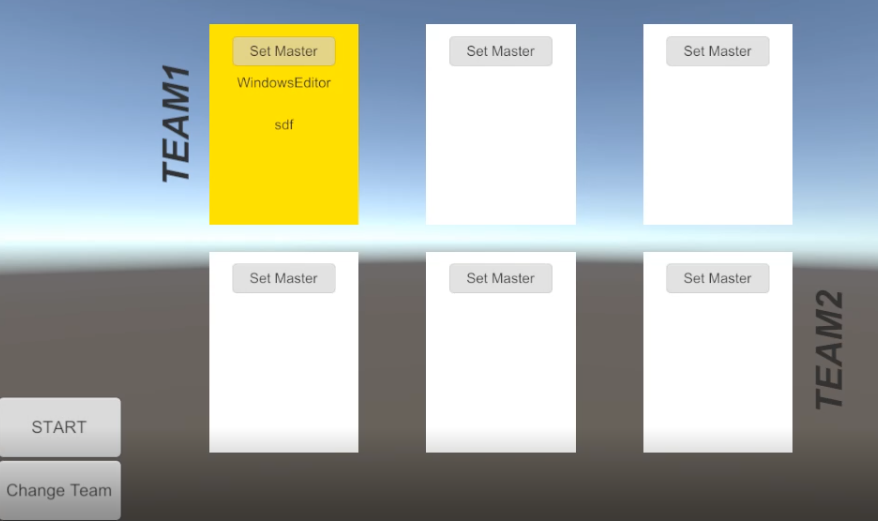 TEAM1
Set Master
WindowsEditor
sdf
Set Master
Set Master
Set Master
Set Master
Set Master
TEAM2
START
Change Team